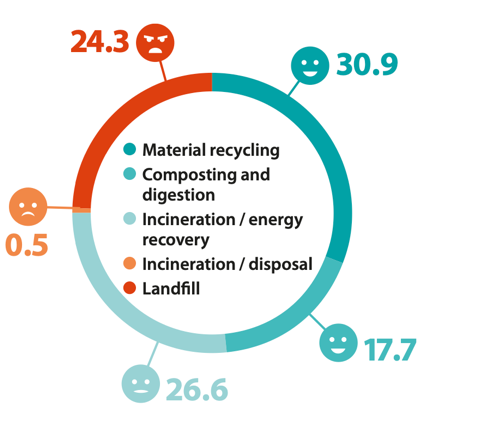 24.3
30.9
Material recycling
Composting and
digestion
Incineration / energy
recovery
Incineration / disposal
Landfill
0.5
17.7
26.6